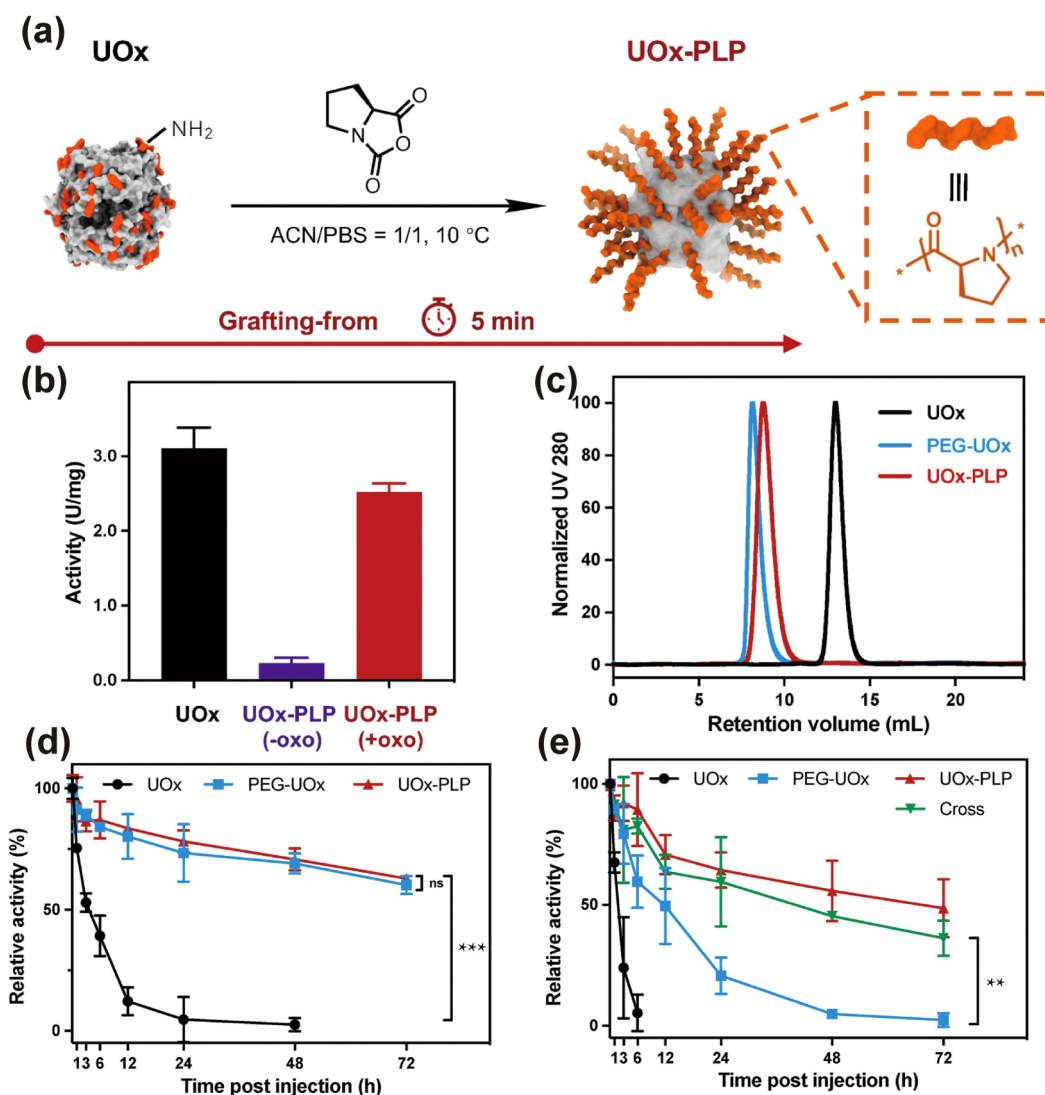 (a)
UOx
UOx-PLP
NH₂
N
O
O
O
ACN/PBS = 1/1, 10 °C
O
N
n
*
*
Grafting-from 5 min
(b)
Activity (U/mg)
3.0
2.0
1.0
0.0
UOx
UOx-PLP (-oxo)
UOx-PLP (+oxo)
(c)
Normalized UV 280
100
80
60
40
20
0
0 5 10 15 20
Retention volume (mL)
UOx
PEG-UOx
UOx-PLP
(d)
UOx PEG-UOx UOx-PLP
Relative activity (%)
100
50
0
ns
***
1 3 6 12 24 48 72
Time post injection (h)
(e)
UOx PEG-UOx UOx-PLP
Cross
Relative activity (%)
100
50
0
**
1 3 6 12 24 48 72
Time post injection (h)